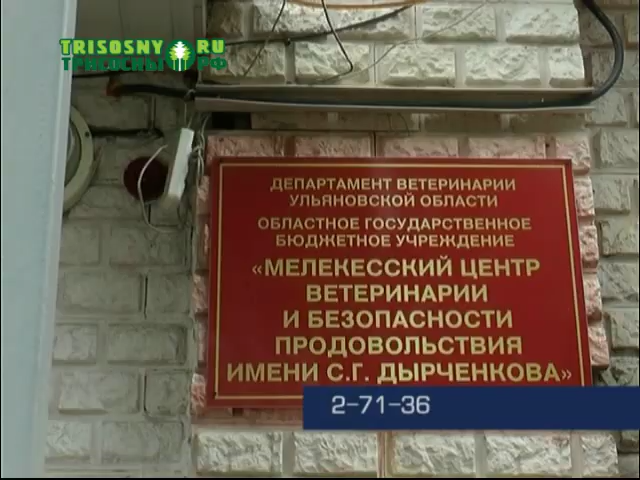 TRISOSNY.RU
ТРИСОСНЫ.РФ
ДЕПАРТАМЕНТ ВЕТЕРИНАРИИ
УЛЬЯНОВСКОЙ ОБЛАСТИ
ОБЛАСТНОЕ ГОСУДАРСТВЕННОЕ
БЮДЖЕТНОЕ УЧРЕЖДЕНИЕ
«МЕЛЕКЕССКИЙ ЦЕНТР
ВЕТЕРИНАРИИ
И БЕЗОПАСНОСТИ
ПРОДОВОЛЬСТВИЯ
ИМЕНИ С.Г. ДЫРЧЕНКОВА»
2-71-36